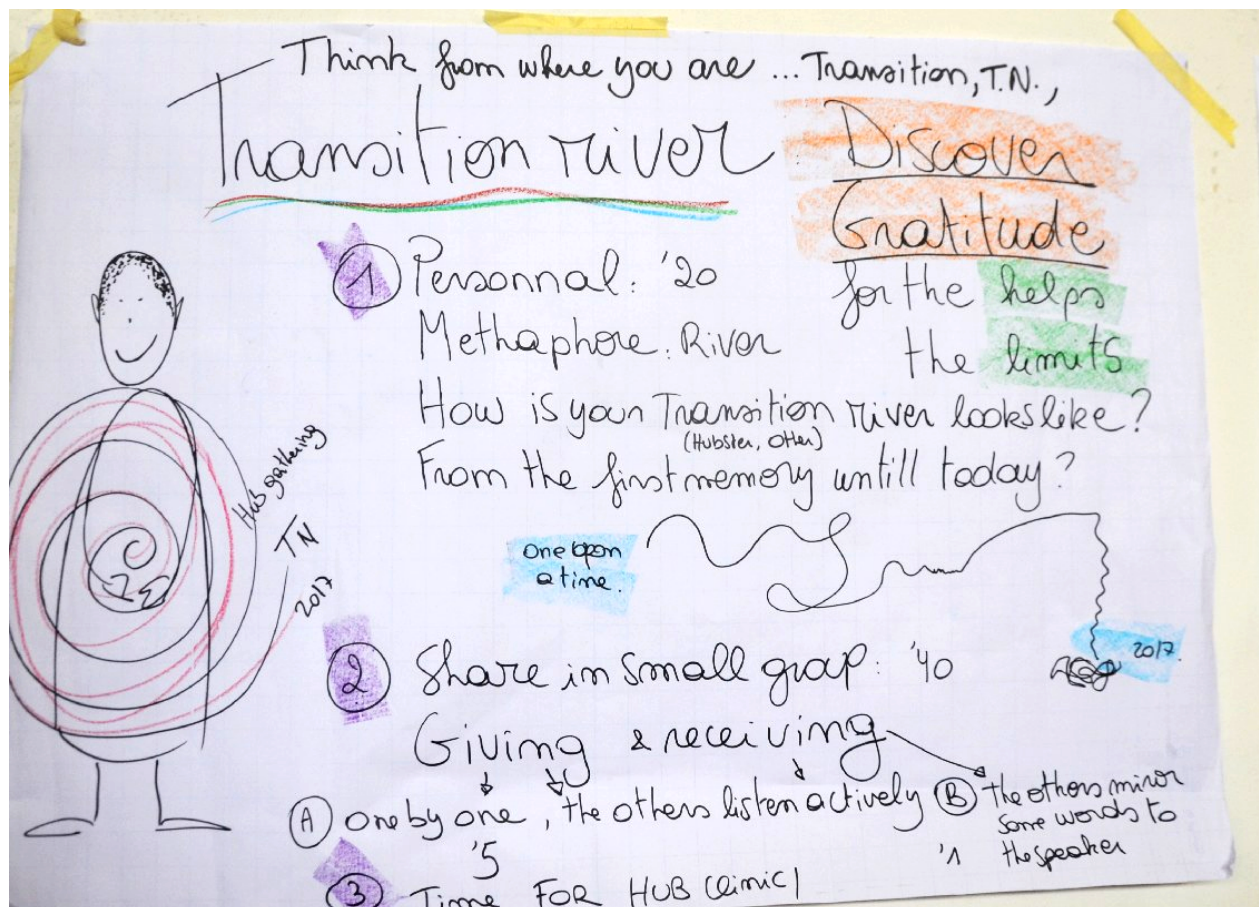 Think from where you are ... Transition, T.N.,
Transition river
Discover
Gratitude
for the helps
the limits
1 Personnal: '20
Methaphore: River
How is your Transition river looks like?
(Hubster, Other)
From the first memory untill today?
Hub gathering
TN
2017
One upon
a time.
2017.
2 Share in small group: '40
Giving & receiving
A One by one, the others listen actively
'5
B the others mirror
some words to
the speaker
'1
3 Time FOR HUB Clinic)